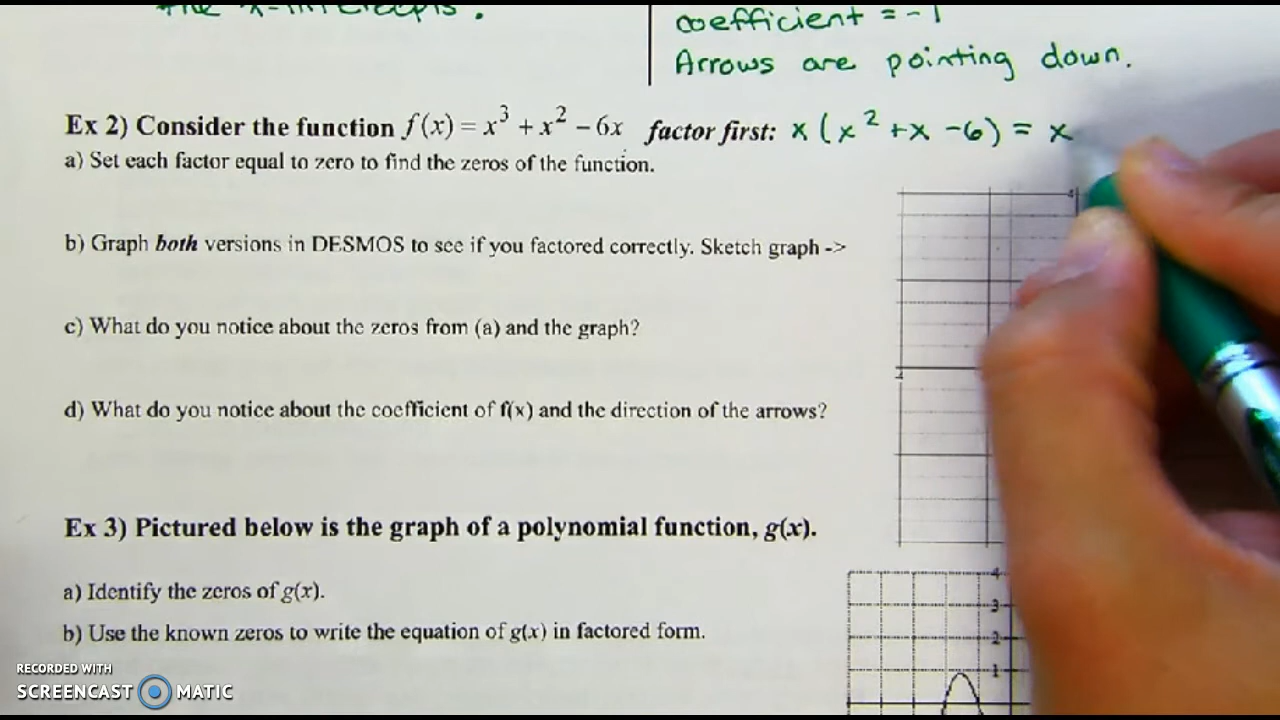 the x-intercepts.
coefficient = -1
Arrows are pointing down.
Ex 2) Consider the function f(x) = x³ + x² − 6x factor first: x(x² + x - 6) = x
a) Set each factor equal to zero to find the zeros of the function.
b) Graph both versions in DESMOS to see if you factored correctly. Sketch graph ->
c) What do you notice about the zeros from (a) and the graph?
d) What do you notice about the coefficient of f(x) and the direction of the arrows?
Ex 3) Pictured below is the graph of a polynomial function, g(x).
a) Identify the zeros of g(x).
b) Use the known zeros to write the equation of g(x) in factored form.
4
3
2
1
RECORDED WITH
SCREENCAST MATIC